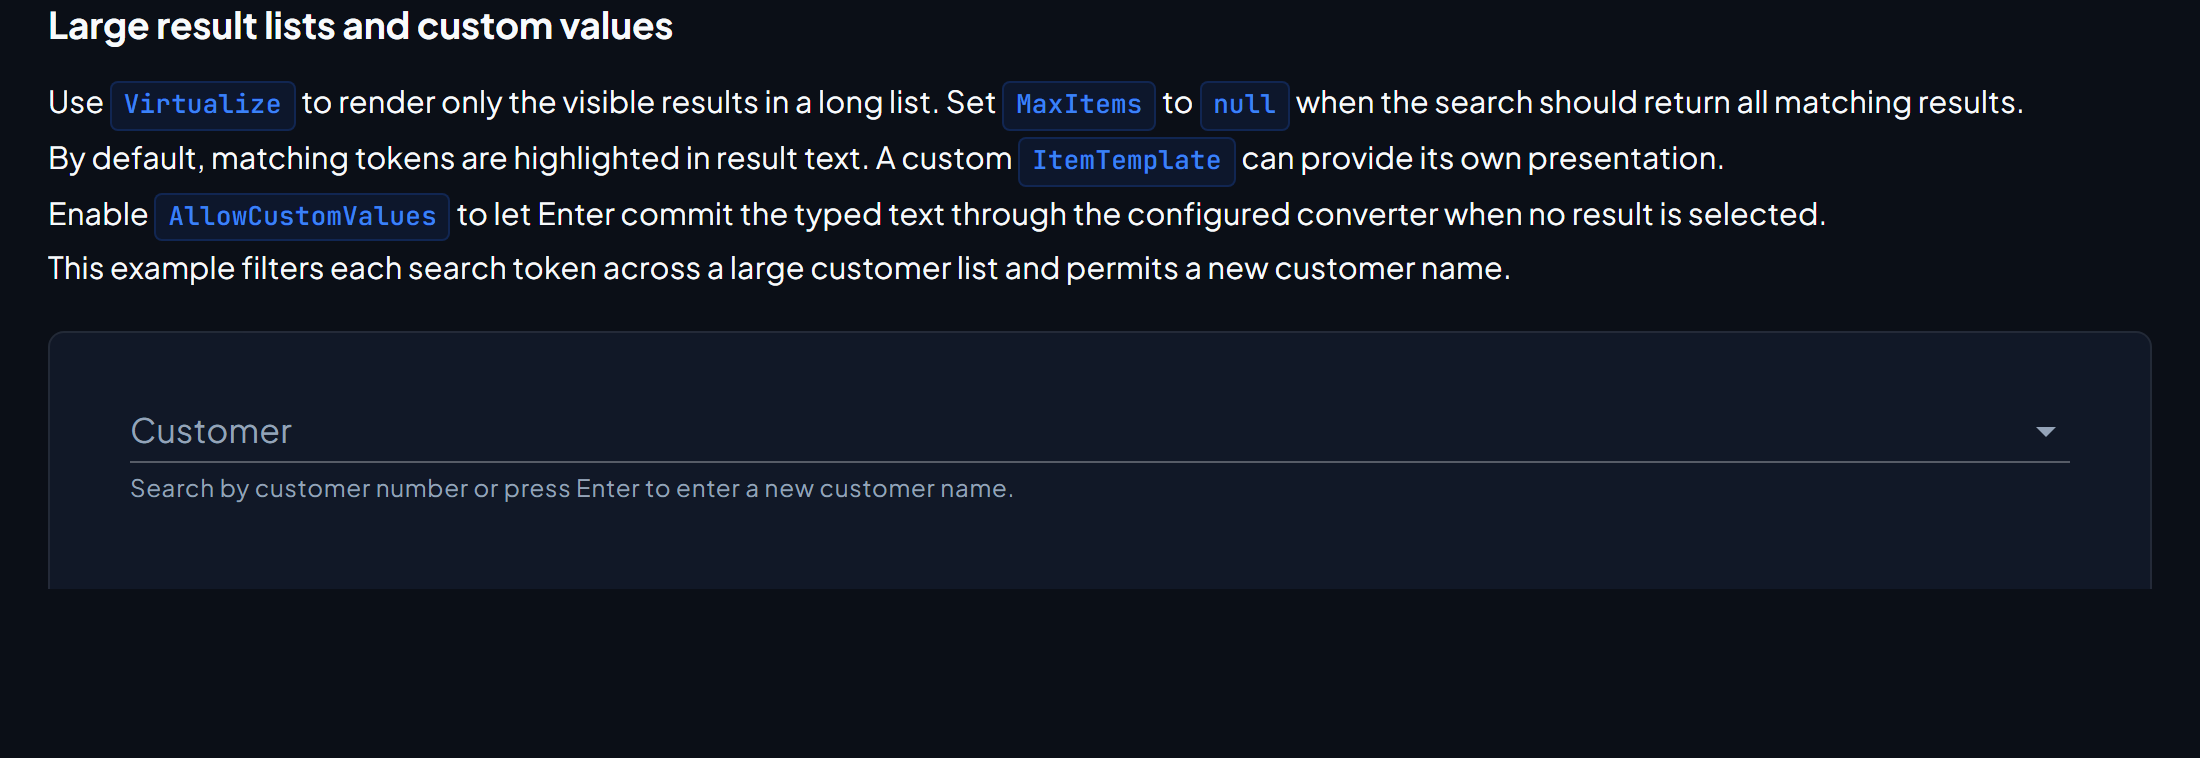 Large result lists and custom values
Use Virtualize to render only the visible results in a long list. Set MaxItems to null when the search should return all matching results.
By default, matching tokens are highlighted in result text. A custom ItemTemplate can provide its own presentation.
Enable AllowCustomValues to let Enter commit the typed text through the configured converter when no result is selected.
This example filters each search token across a large customer list and permits a new customer name.
Customer
Search by customer number or press Enter to enter a new customer name.